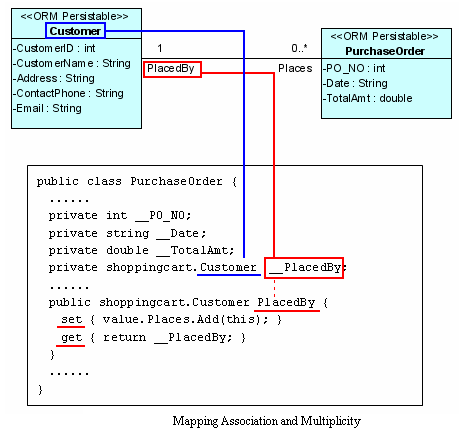 <<ORM Persistable>>
Customer
-CustomerID : int
-CustomerName : String
-Address : String
-ContactPhone : String
-Email : String
1
0..*
PlacedBy
Places
<<ORM Persistable>>
PurchaseOrder
-PO_NO : int
-Date : String
-TotalAmt : double
public class PurchaseOrder {
......
private int __PO_NO;
private string __Date;
private double __TotalAmt;
private shoppingcart.Customer __PlacedBy;
......
public shoppingcart.Customer PlacedBy {
set { value.Places.Add(this); }
get { return __PlacedBy; }
}
......
}
Mapping Association and Multiplicity